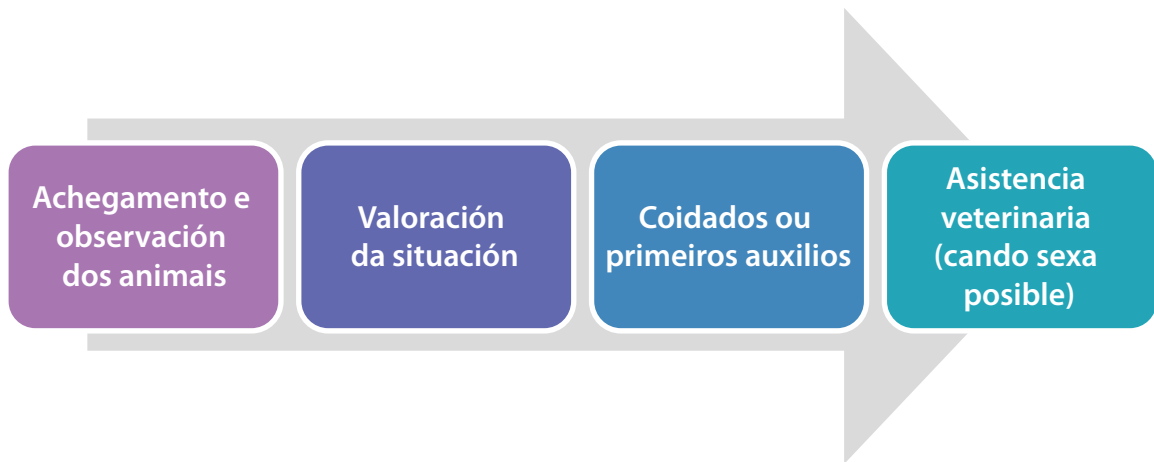 Achegamento e
observación
dos animais
Valoración
da situación
Coidados ou
primeiros auxilios
Asistencia
veterinaria
(cando sexa
posible)